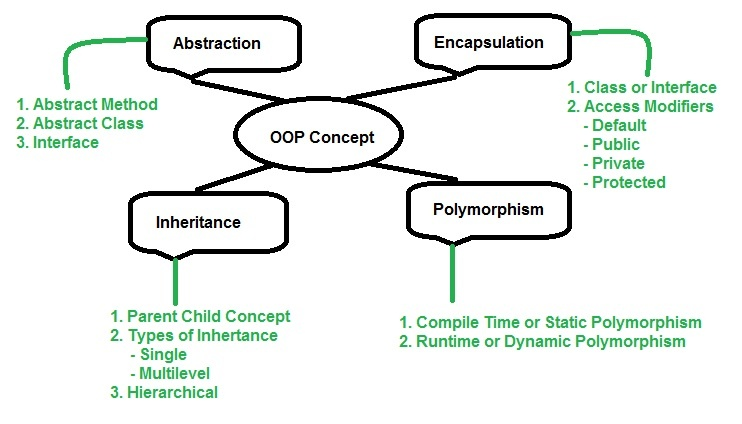 Abstraction
1. Abstract Method
2. Abstract Class
3. Interface
Encapsulation
1. Class or Interface
2. Access Modifiers
- Default
- Public
- Private
- Protected
OOP Concept
Inheritance
1. Parent Child Concept
2. Types of Inhertance
- Single
- Multilevel
3. Hierarchical
Polymorphism
1. Compile Time or Static Polymorphism
2. Runtime or Dynamic Polymorphism